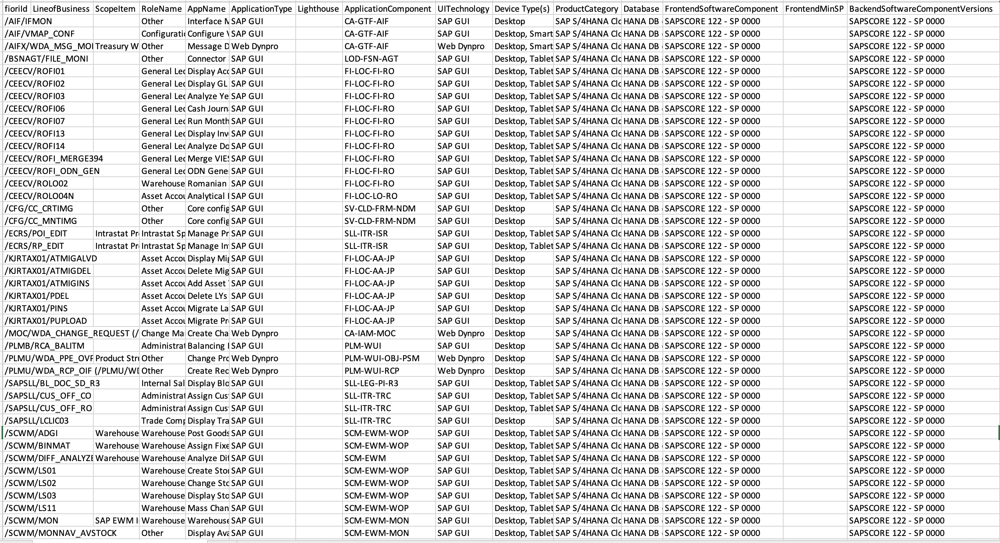 fioriId LineofBusiness ScopeItem RoleName AppName ApplicationType Lighthouse ApplicationComponent UITechnology Device Type(s) ProductCategory Database FrontendSoftwareComponent FrontendMinSP BackendSoftwareComponentVersions
/AIF/IFMON Other Interface SAP GUI CA-GTF-AIF SAP GUI Desktop SAP S/4HANA HANA DB SAPSCORE 122 - SP 0000 SAPSCORE 122 - SP 0000
/AIF/VMAP_CONF Configure SAP GUI CA-GTF-AIF SAP GUI Desktop, Smart SAP S/4HANA HANA DB SAPSCORE 122 - SP 0000 SAPSCORE 122 - SP 0000
/AIFX/WDA_MSG_MO Treasury W Other Message D Web Dynpro CA-GTF-AIF Web Dynpro Desktop, Smart SAP S/4HANA HANA DB SAPSCORE 122 - SP 0000 SAPSCORE 122 - SP 0000
/BSNAGT/FILE_MONI Other Connector SAP GUI LOD-FSN-AGT SAP GUI Desktop, Tablet SAP S/4HANA HANA DB SAPSCORE 122 - SP 0000 SAPSCORE 122 - SP 0000
/CEECV/ROFI01 General Led Display Acc SAP GUI FI-LOC-FI-RO SAP GUI Desktop, Tablet SAP S/4HANA HANA DB SAPSCORE 122 - SP 0000 SAPSCORE 122 - SP 0000
/CEECV/ROFI02 General Led Display GL SAP GUI FI-LOC-FI-RO SAP GUI Desktop, Tablet SAP S/4HANA HANA DB SAPSCORE 122 - SP 0000 SAPSCORE 122 - SP 0000
/CEECV/ROFI03 General Led Analyze Ye SAP GUI FI-LOC-FI-RO SAP GUI Desktop, Tablet SAP S/4HANA HANA DB SAPSCORE 122 - SP 0000 SAPSCORE 122 - SP 0000
/CEECV/ROFI06 General Led Cash Journ SAP GUI FI-LOC-FI-RO SAP GUI Desktop, Tablet SAP S/4HANA HANA DB SAPSCORE 122 - SP 0000 SAPSCORE 122 - SP 0000
/CEECV/ROFI07 General Led Run Month SAP GUI FI-LOC-FI-RO SAP GUI Desktop, Tablet SAP S/4HANA HANA DB SAPSCORE 122 - SP 0000 SAPSCORE 122 - SP 0000
/CEECV/ROFI13 General Led Display Inv SAP GUI FI-LOC-FI-RO SAP GUI Desktop, Tablet SAP S/4HANA HANA DB SAPSCORE 122 - SP 0000 SAPSCORE 122 - SP 0000
/CEECV/ROFI14 General Led Analyze Do SAP GUI FI-LOC-FI-RO SAP GUI Desktop, Tablet SAP S/4HANA HANA DB SAPSCORE 122 - SP 0000 SAPSCORE 122 - SP 0000
/CEECV/ROFI_MERGE394 General Led Merge VIES SAP GUI FI-LOC-FI-RO SAP GUI Desktop, Tablet SAP S/4HANA HANA DB SAPSCORE 122 - SP 0000 SAPSCORE 122 - SP 0000
/CEECV/ROFI_ODN_GEN General Led ODN Gene SAP GUI FI-LOC-FI-RO SAP GUI Desktop, Tablet SAP S/4HANA HANA DB SAPSCORE 122 - SP 0000 SAPSCORE 122 - SP 0000
/CEECV/ROLO02 Warehouse Romanian SAP GUI FI-LOC-FI-RO SAP GUI Desktop, Tablet SAP S/4HANA HANA DB SAPSCORE 122 - SP 0000 SAPSCORE 122 - SP 0000
/CEECV/ROLO04N Asset Accou Analytical SAP GUI FI-LOC-LO-RO SAP GUI Desktop, Tablet SAP S/4HANA HANA DB SAPSCORE 122 - SP 0000 SAPSCORE 122 - SP 0000
/CFG/CC_CRTIMG Other Core config SAP GUI SV-CLD-FRM-NDM SAP GUI Desktop SAP S/4HANA HANA DB SAPSCORE 122 - SP 0000 SAPSCORE 122 - SP 0000
/CFG/CC_MNTIMG Other Core config SAP GUI SV-CLD-FRM-NDM SAP GUI Desktop SAP S/4HANA HANA DB SAPSCORE 122 - SP 0000 SAPSCORE 122 - SP 0000
/ECRS/POI_EDIT Intrastat Pr Intrastat Sp Manage Pr SAP GUI SLL-ITR-ISR SAP GUI Desktop, Tablet SAP S/4HANA HANA DB SAPSCORE 122 - SP 0000 SAPSCORE 122 - SP 0000
/ECRS/RP_EDIT Intrastat Pr Intrastat Sp Manage In SAP GUI SLL-ITR-ISR SAP GUI Desktop, Tablet SAP S/4HANA HANA DB SAPSCORE 122 - SP 0000 SAPSCORE 122 - SP 0000
/KJRTAX01/ATMIGALVD Asset Accou Display Mig SAP GUI FI-LOC-AA-JP SAP GUI Desktop SAP S/4HANA HANA DB SAPSCORE 122 - SP 0000 SAPSCORE 122 - SP 0000
/KJRTAX01/ATMIGDEL Asset Accou Delete Mig SAP GUI FI-LOC-AA-JP SAP GUI Desktop SAP S/4HANA HANA DB SAPSCORE 122 - SP 0000 SAPSCORE 122 - SP 0000
/KJRTAX01/ATMIGINS Asset Accou Add Asset SAP GUI FI-LOC-AA-JP SAP GUI Desktop SAP S/4HANA HANA DB SAPSCORE 122 - SP 0000 SAPSCORE 122 - SP 0000
/KJRTAX01/PDEL Asset Accou Delete LYs SAP GUI FI-LOC-AA-JP SAP GUI Desktop SAP S/4HANA HANA DB SAPSCORE 122 - SP 0000 SAPSCORE 122 - SP 0000
/KJRTAX01/PINS Asset Accou Migrate La SAP GUI FI-LOC-AA-JP SAP GUI Desktop SAP S/4HANA HANA DB SAPSCORE 122 - SP 0000 SAPSCORE 122 - SP 0000
/KJRTAX01/PUPLOAD Asset Accou Migrate Pr SAP GUI FI-LOC-AA-JP SAP GUI Desktop SAP S/4HANA HANA DB SAPSCORE 122 - SP 0000 SAPSCORE 122 - SP 0000
/MOC/WDA_CHANGE_REQUEST (/ Change Ma Create Cha Web Dynpro CA-IAM-MOC Web Dynpro Desktop SAP S/4HANA HANA DB SAPSCORE 122 - SP 0000 SAPSCORE 122 - SP 0000
/PLMB/RCA_BALITM Administrat Balancing SAP GUI PLM-WUI SAP GUI Desktop SAP S/4HANA HANA DB SAPSCORE 122 - SP 0000 SAPSCORE 122 - SP 0000
/PLMU/WDA_PPE_OV Product Str Other Change Pro Web Dynpro PLM-WUI-OBJ-PSM Web Dynpro Desktop SAP S/4HANA HANA DB SAPSCORE 122 - SP 0000 SAPSCORE 122 - SP 0000
/PLMU/WDA_RCP_OIF (/PLMU/WD Other Create Rec Web Dynpro PLM-WUI-RCP Web Dynpro Desktop SAP S/4HANA HANA DB SAPSCORE 122 - SP 0000 SAPSCORE 122 - SP 0000
/SAPSLL/BL_DOC_SD_R3 Internal Sal Display Blo SAP GUI SLL-LEG-PI-R3 SAP GUI Desktop, Tablet SAP S/4HANA HANA DB SAPSCORE 122 - SP 0000 SAPSCORE 122 - SP 0000
/SAPSLL/CUS_OFF_CO Administrat Assign Cus SAP GUI SLL-ITR-TRC SAP GUI Desktop, Tablet SAP S/4HANA HANA DB SAPSCORE 122 - SP 0000 SAPSCORE 122 - SP 0000
/SAPSLL/CUS_OFF_RO Administrat Assign Cus SAP GUI SLL-ITR-TRC SAP GUI Desktop, Tablet SAP S/4HANA HANA DB SAPSCORE 122 - SP 0000 SAPSCORE 122 - SP 0000
/SAPSLL/LCLIC03 Trade Comp Display Tra SAP GUI SLL-ITR-TRC SAP GUI Desktop SAP S/4HANA HANA DB SAPSCORE 122 - SP 0000 SAPSCORE 122 - SP 0000
/SCWM/ADGI Warehouse Warehouse Post Goods SAP GUI SCM-EWM-WOP SAP GUI Desktop, Tablet SAP S/4HANA HANA DB SAPSCORE 122 - SP 0000 SAPSCORE 122 - SP 0000
/SCWM/BINMAT Warehouse Warehouse Assign Fixe SAP GUI SCM-EWM-WOP SAP GUI Desktop, Tablet SAP S/4HANA HANA DB SAPSCORE 122 - SP 0000 SAPSCORE 122 - SP 0000
/SCWM/DIFF_ANALYZE Warehouse Warehouse Analyze Dif SAP GUI SCM-EWM SAP GUI Desktop, Tablet SAP S/4HANA HANA DB SAPSCORE 122 - SP 0000 SAPSCORE 122 - SP 0000
/SCWM/LS01 Warehouse Create Stor SAP GUI SCM-EWM-WOP SAP GUI Desktop, Tablet SAP S/4HANA HANA DB SAPSCORE 122 - SP 0000 SAPSCORE 122 - SP 0000
/SCWM/LS02 Warehouse Change Sto SAP GUI SCM-EWM-WOP SAP GUI Desktop, Tablet SAP S/4HANA HANA DB SAPSCORE 122 - SP 0000 SAPSCORE 122 - SP 0000
/SCWM/LS03 Warehouse Display Sto SAP GUI SCM-EWM-WOP SAP GUI Desktop, Tablet SAP S/4HANA HANA DB SAPSCORE 122 - SP 0000 SAPSCORE 122 - SP 0000
/SCWM/LS11 Warehouse Mass Chan SAP GUI SCM-EWM-WOP SAP GUI Desktop, Tablet SAP S/4HANA HANA DB SAPSCORE 122 - SP 0000 SAPSCORE 122 - SP 0000
/SCWM/MON SAP EWM Warehouse Warehouse SAP GUI SCM-EWM-MON SAP GUI Desktop, Tablet SAP S/4HANA HANA DB SAPSCORE 122 - SP 0000 SAPSCORE 122 - SP 0000
/SCWM/MONNAV_AVSTOCK Other Display Ava SAP GUI SCM-EWM-MON SAP GUI Desktop, Tablet SAP S/4HANA HANA DB SAPSCORE 122 - SP 0000 SAPSCORE 122 - SP 0000